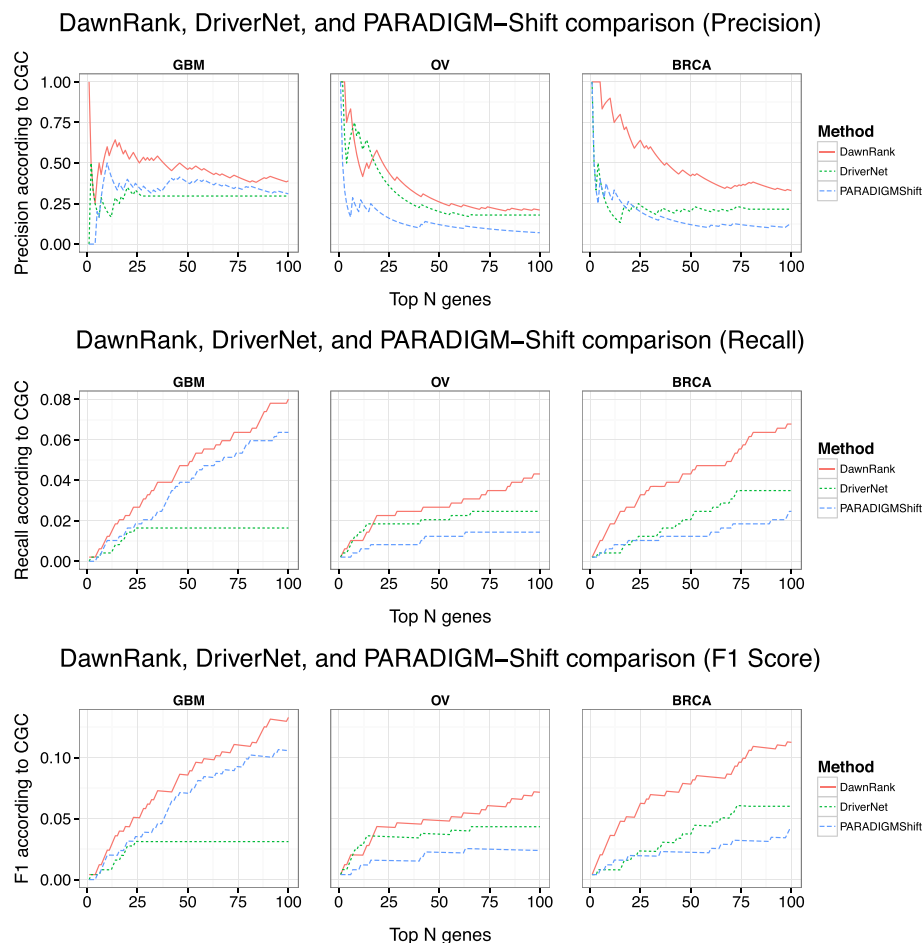 DawnRank, DriverNet, and PARADIGM−Shift comparison (Precision)
GBM
OV
BRCA
Precision according to CGC
1.00
0.75
0.50
0.25
0.00
0 25 50 75 100
0 25 50 75 100
0 25 50 75 100
Top N genes
Method
DawnRank
DriverNet
PARADIGMShift
DawnRank, DriverNet, and PARADIGM−Shift comparison (Recall)
GBM
OV
BRCA
Recall according to CGC
0.08
0.06
0.04
0.02
0.00
0 25 50 75 100
0 25 50 75 100
0 25 50 75 100
Top N genes
Method
DawnRank
DriverNet
PARADIGMShift
DawnRank, DriverNet, and PARADIGM−Shift comparison (F1 Score)
GBM
OV
BRCA
F1 according to CGC
0.10
0.05
0.00
0 25 50 75 100
0 25 50 75 100
0 25 50 75 100
Top N genes
Method
DawnRank
DriverNet
PARADIGMShift